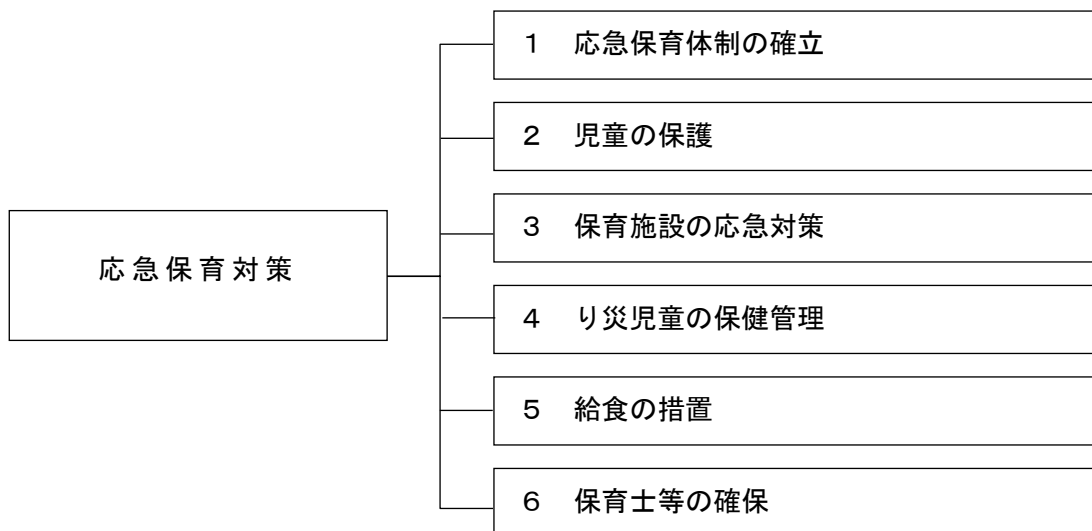 応急保育対策
１　応急保育体制の確立
２　児童の保護
３　保育施設の応急対策
４　り災児童の保健管理
５　給食の措置
６　保育士等の確保